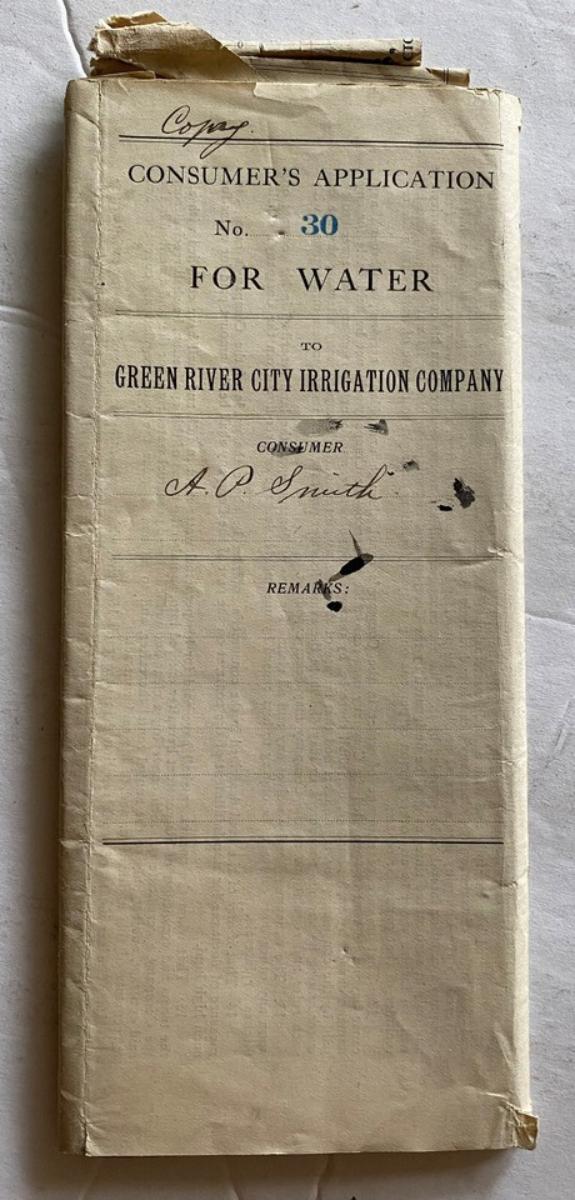 Copy.
CONSUMER'S APPLICATION
No. 30
FOR WATER
TO
GREEN RIVER CITY IRRIGATION COMPANY
CONSUMER
A. P. Smith
REMARKS: